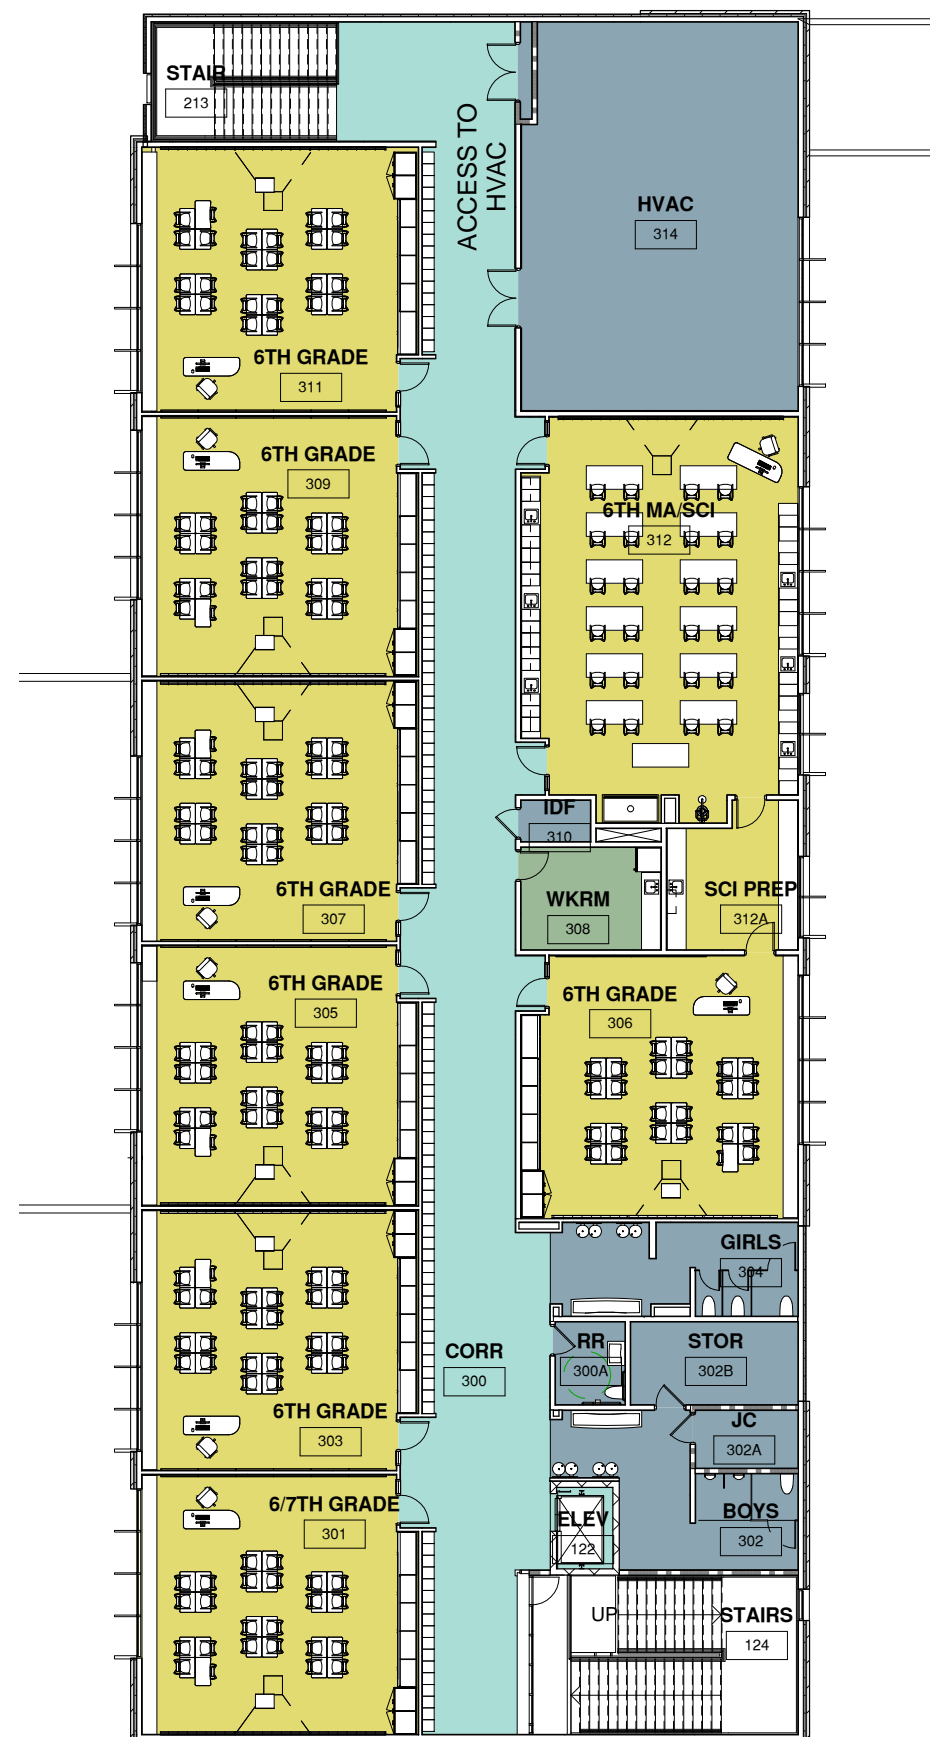 STAIR
213
ACCESS TO
HVAC
HVAC
314
6TH GRADE
311
6TH GRADE
309
6TH MA/SCI
312
IDF
310
6TH GRADE
307
WKRM
308
SCI PREP
312A
6TH GRADE
305
6TH GRADE
306
GIRLS
304
CORR
300
RR
300A
STOR
302B
6TH GRADE
303
JC
302A
6/7TH GRADE
301
ELEV
122
BOYS
302
UP
STAIRS
124